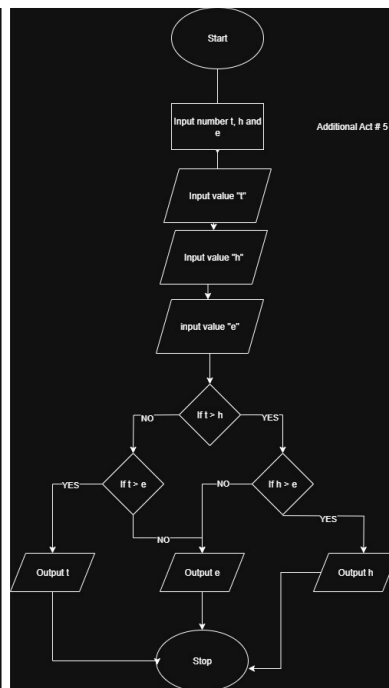 Start
Input number t, h and
e
Additional Act # 5
Input value "t"
Input value "h"
input value "e"
If t > h
NO
YES
If t > e
If h > e
YES
NO
NO
YES
Output t
Output e
Output h
Stop